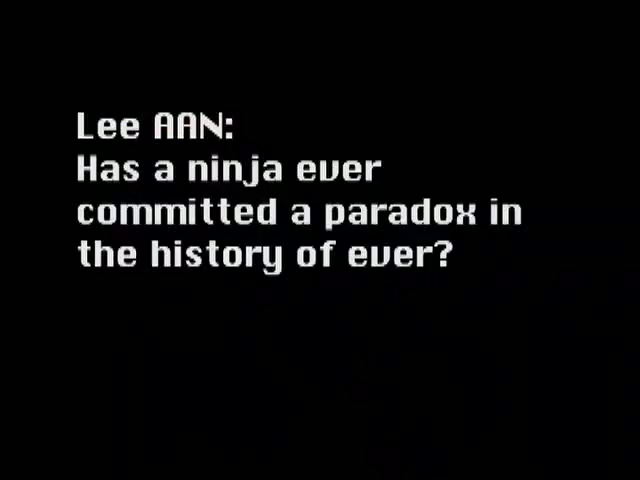 Lee AAN:
Has a ninja ever
committed a paradox in
the history of ever?